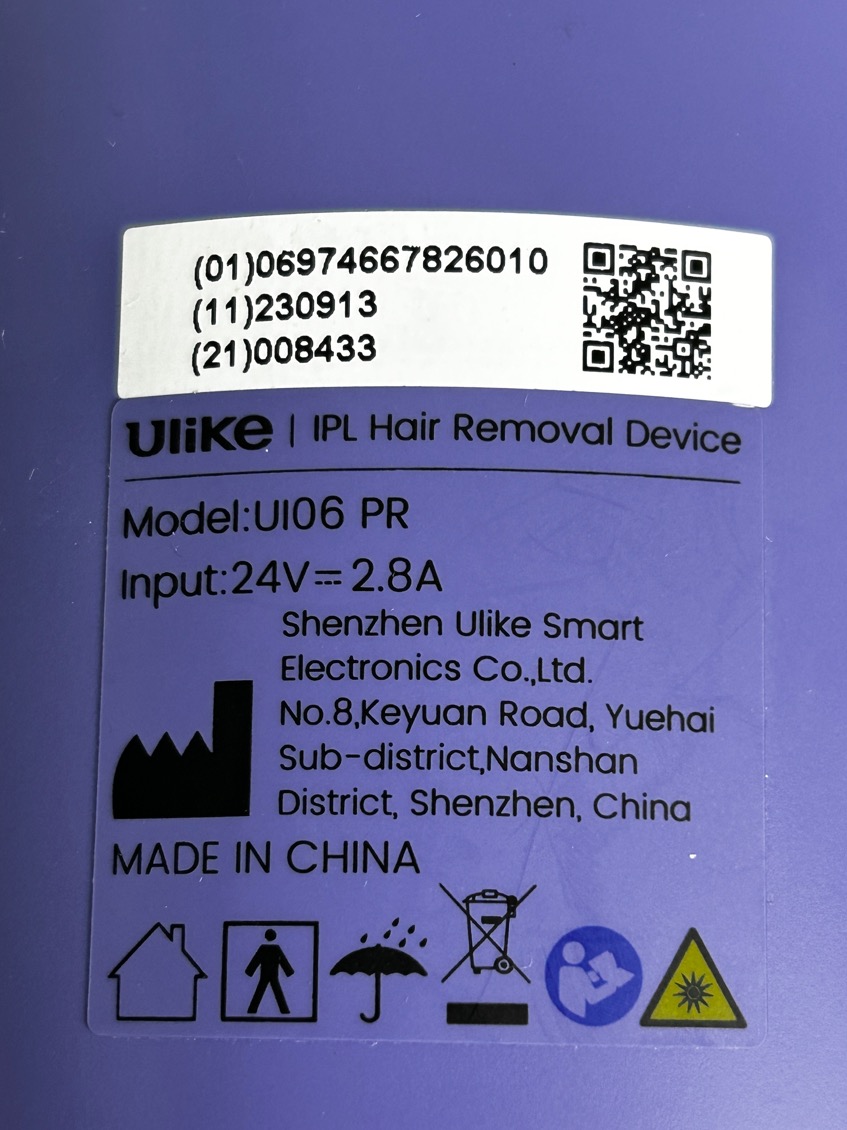 (01)06974667826010
(11)230913
(21)008433
Ulike | IPL Hair Removal Device
Model:UI06 PR
Input:24V⎓2.8A
Shenzhen Ulike Smart
Electronics Co.,Ltd.
No.8,Keyuan Road, Yuehai
Sub-district,Nanshan
District, Shenzhen, China
MADE IN CHINA